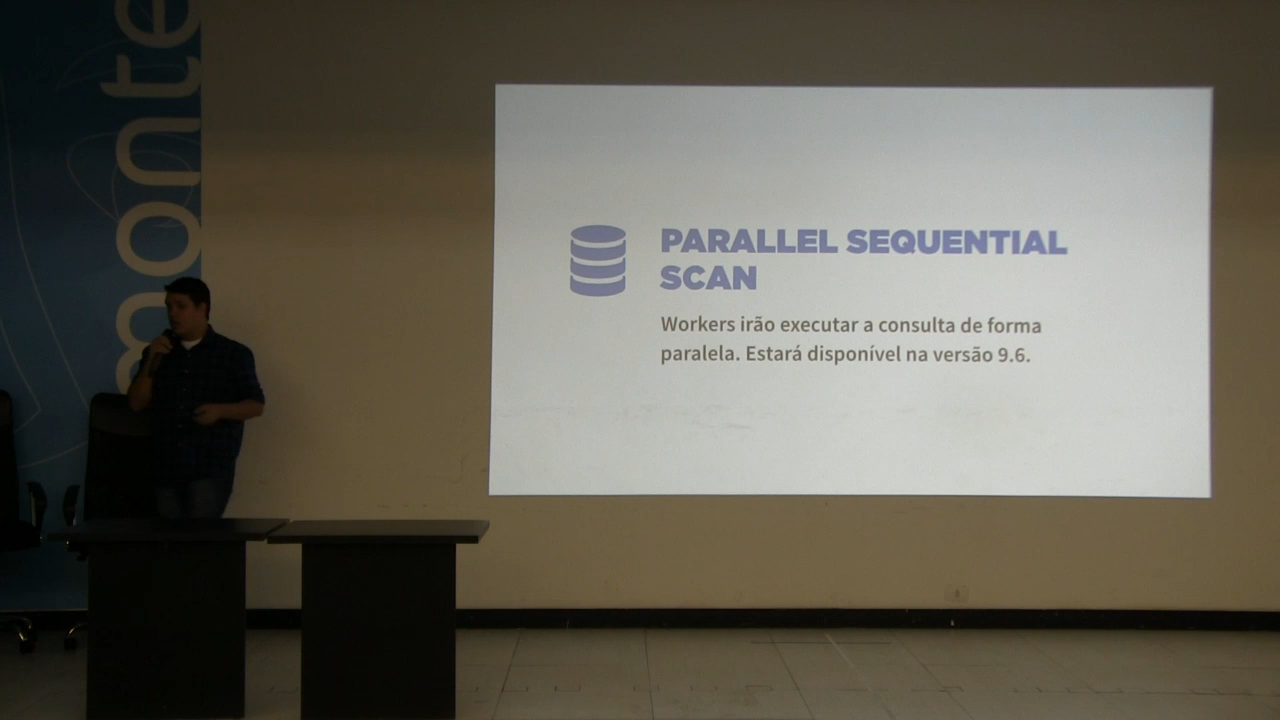 monte
PARALLEL SEQUENTIAL
SCAN
Workers irão executar a consulta de forma
paralela. Estará disponível na versão 9.6.